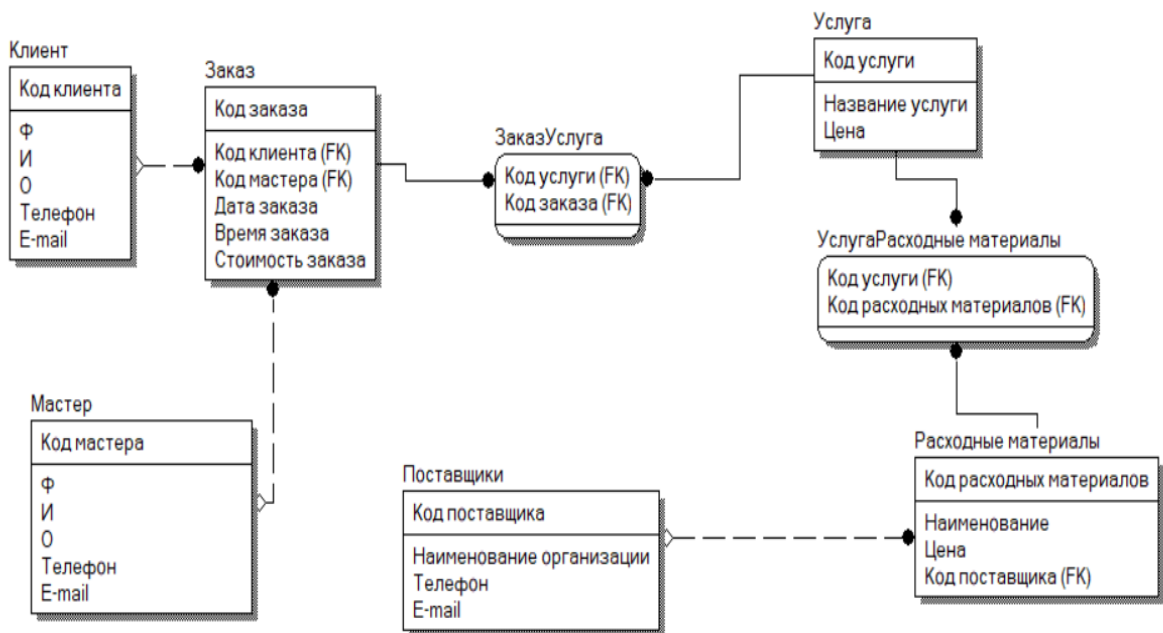 Клиент
Код клиента
Ф
И
О
Телефон
E-mail
Заказ
Код заказа
Код клиента (FK)
Код мастера (FK)
Дата заказа
Время заказа
Стоимость заказа
ЗаказУслуга
Код услуги (FK)
Код заказа (FK)
Услуга
Код услуги
Название услуги
Цена
УслугаРасходные материалы
Код услуги (FK)
Код расходных материалов (FK)
Мастер
Код мастера
Ф
И
О
Телефон
E-mail
Поставщики
Код поставщика
Наименование организации
Телефон
E-mail
Расходные материалы
Код расходных материалов
Наименование
Цена
Код поставщика (FK)